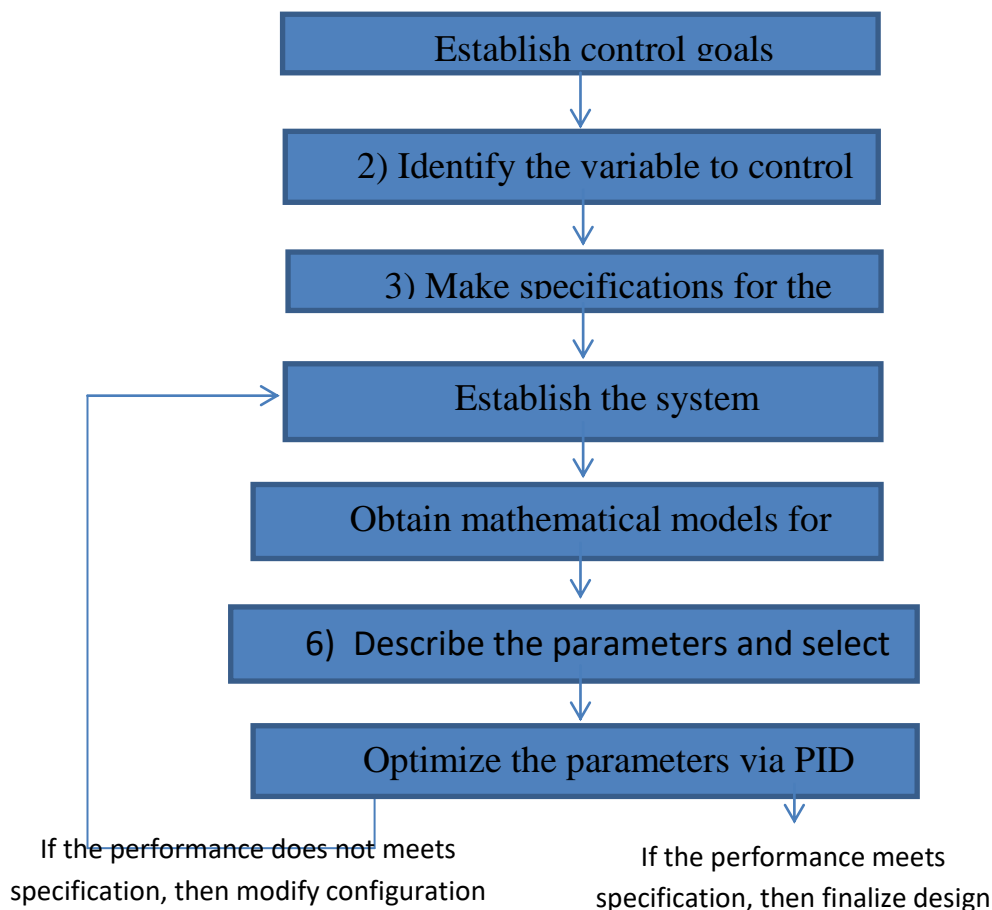 Establish control goals
2) Identify the variable to control
3) Make specifications for the
Establish the system
Obtain mathematical models for
6) Describe the parameters and select
Optimize the parameters via PID
If the performance does not meets
specification, then modify configuration
If the performance meets
specification, then finalize design